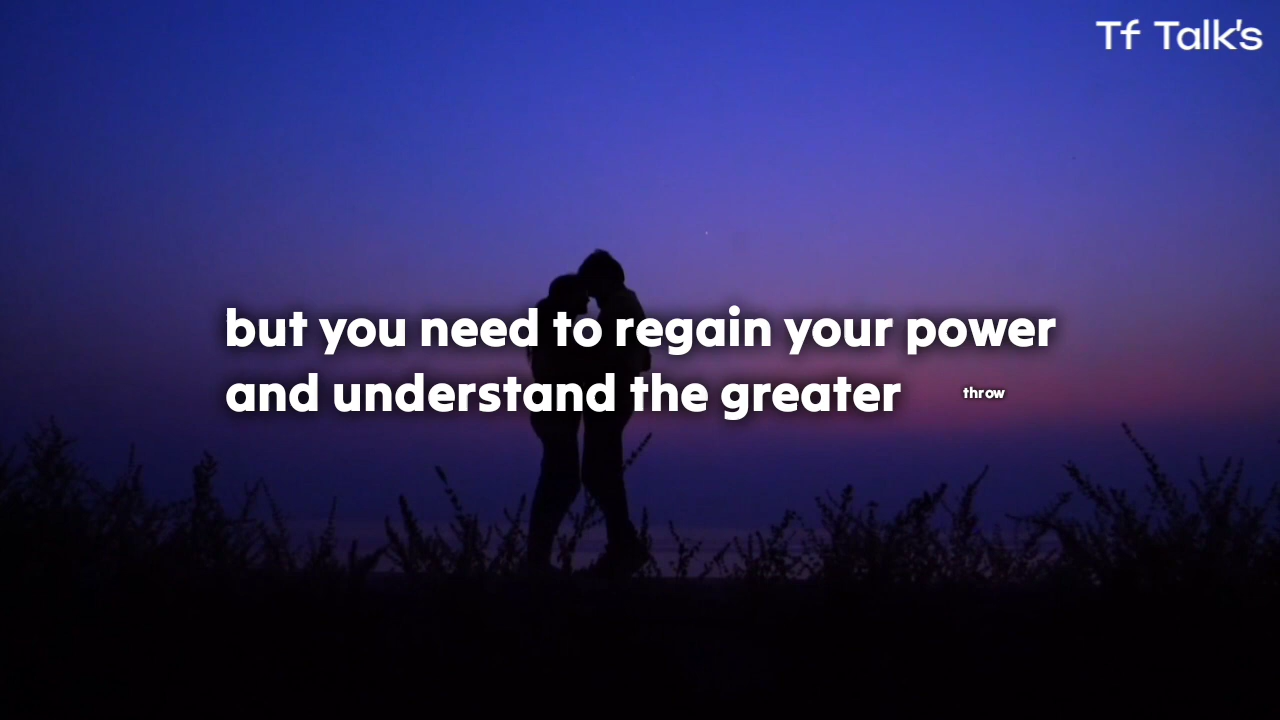 Tf Talk's
but you need to regain your power
and understand the greater throw